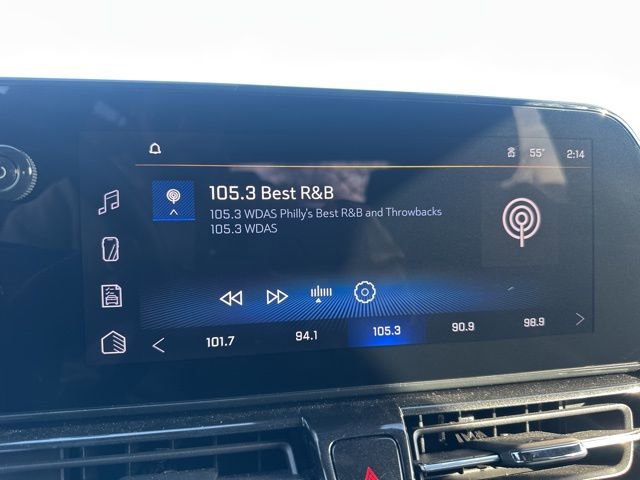 55° 2:14
105.3 Best R&B
105.3 WDAS Philly's Best R&B and Throwbacks
105.3 WDAS
101.7 94.1 105.3 90.9 98.9